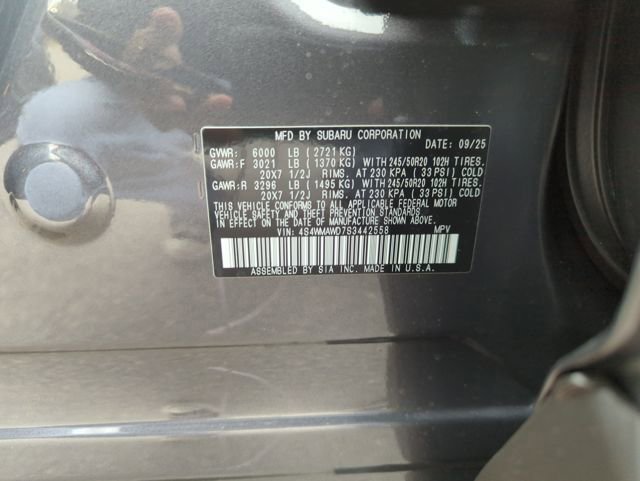 MFD BY SUBARU CORPORATION DATE: 09/25
GVWR: 6000 LB (2721 KG)
GAWR:F 3021 LB (1370 KG) WITH 245/50R20 102H TIRES.
20X7 1/2J RIMS. AT 230 KPA (33 PSI) COLD
GAWR:R 3296 LB (1495 KG) WITH 245/50R20 102H TIRES.
20X7 1/2J RIMS. AT 230 KPA (33 PSI) COLD
THIS VEHICLE CONFORMS TO ALL APPLICABLE FEDERAL MOTOR
VEHICLE SAFETY AND THEFT PREVENTION STANDARDS
IN EFFECT ON THE DATE OF MANUFACTURE SHOWN ABOVE.
VIN: 4S4WMAWD7S3442558 MPV
ASSEMBLED BY SIA INC. MADE IN U.S.A.